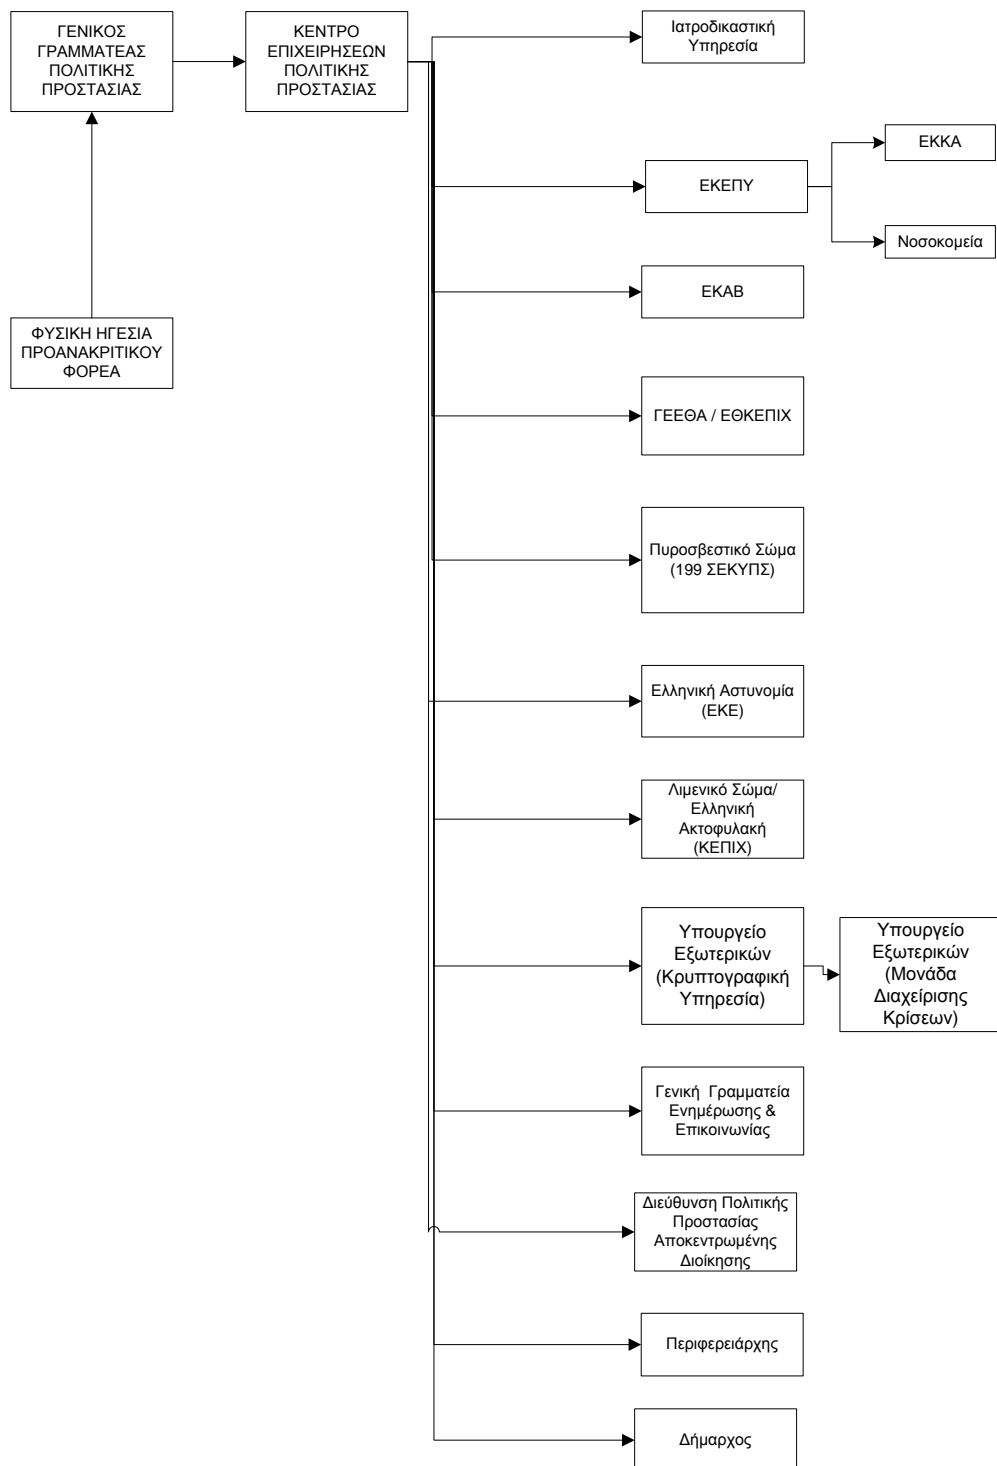 ΓΕΝΙΚΟΣ
ΓΡΑΜΜΑΤΕΑΣ
ΠΟΛΙΤΙΚΗΣ
ΠΡΟΣΤΑΣΙΑΣ
ΚΕΝΤΡΟ
ΕΠΙΧΕΙΡΗΣΕΩΝ
ΠΟΛΙΤΙΚΗΣ
ΠΡΟΣΤΑΣΙΑΣ
Ιατροδικαστική
Υπηρεσία
ΕΚΕΠΥ
ΕΚΚΑ
Νοσοκομεία
ΕΚΑΒ
ΦΥΣΙΚΗ ΗΓΕΣΙΑ
ΠΡΟΑΝΑΚΡΙΤΙΚΟΥ
ΦΟΡΕΑ
ΓΕΕΘΑ / ΕΘΚΕΠΙΧ
Πυροσβεστικό Σώμα
(199 ΣΕΚΥΠΣ)
Ελληνική Αστυνομία
(ΕΚΕ)
Λιμενικό Σώμα/
Ελληνική
Ακτοφυλακή
(ΚΕΠΙΧ)
Υπουργείο
Εξωτερικών
(Κρυπτογραφική
Υπηρεσία)
Υπουργείο
Εξωτερικών
(Μονάδα
Διαχείρισης
Κρίσεων)
Γενική Γραμματεία
Ενημέρωσης &
Επικοινωνίας
Διεύθυνση Πολιτικής
Προστασίας
Αποκεντρωμένης
Διοίκησης
Περιφερειάρχης
Δήμαρχος